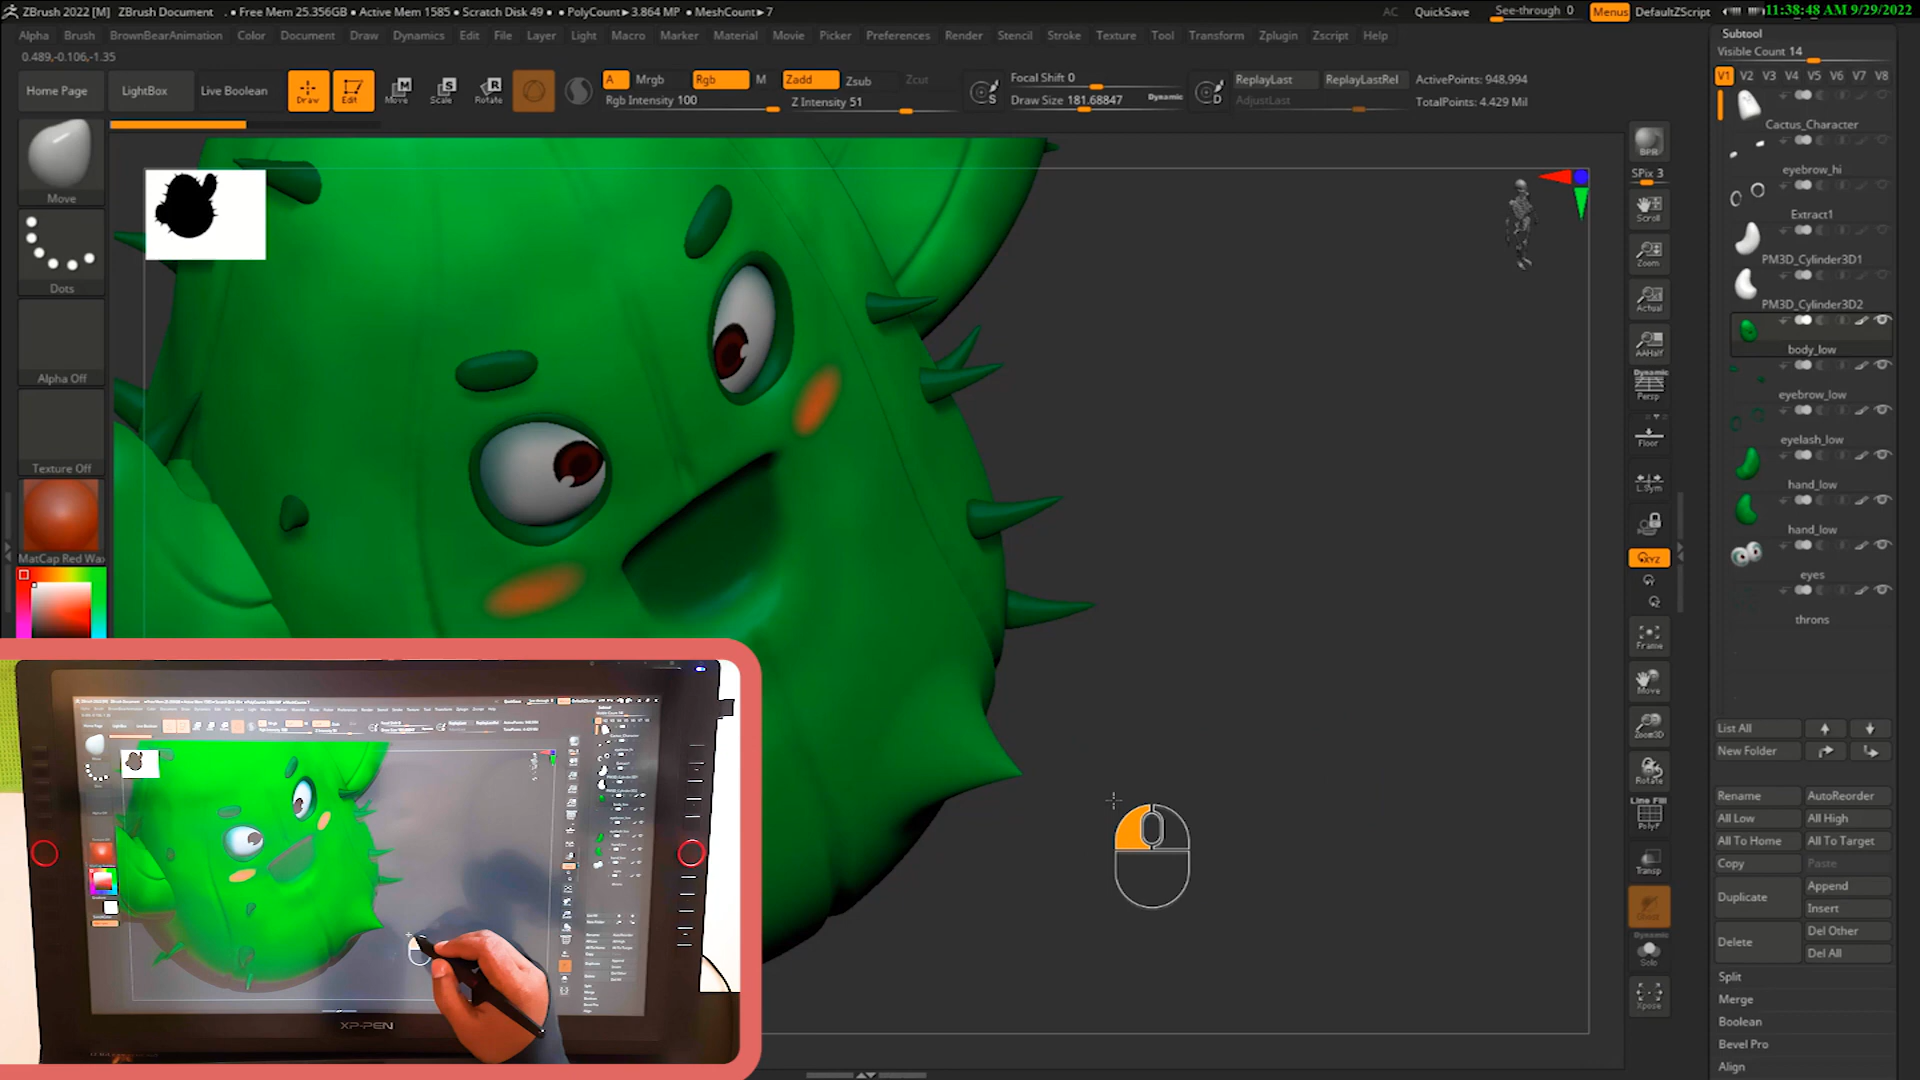 ZBrush 2022 [M] ZBrush Document . • Free Mem 25.356GB • Active Mem 1585 • Scratch Disk 49 • • PolyCount▸ 3.864 MP • MeshCount▸ 7 AC QuickSave See-through 0 Menus DefaultZScript 11:38:48 AM 9/29/2022
Alpha Brush BrownBearAnimation Color Document Draw Dynamics Edit File Layer Light Macro Marker Material Movie Picker Preferences Render Stencil Stroke Texture Tool Transform Zplugin Zscript Help
0.489,-0.106,-1.35
Home Page LightBox Live Boolean Draw Edit Move Scale Rotate
A Mrgb Rgb M Zadd Zsub Zcut
Rgb Intensity 100 Z Intensity 51
Focal Shift 0
Draw Size 181.68847 Dynamic
ReplayLast ReplayLastRel
AdjustLast
ActivePoints: 948,994
TotalPoints: 4.429 Mil
Move
Dots
Alpha Off
Texture Off
MatCap Red Wax
BPR
SPix 3
Scroll
Zoom
Actual
AAHalf
Dynamic
Persp
Floor
L.Sym
XYZ
Frame
Move
Zoom3D
Rotate
Line Fill
PolyF
Transp
Ghost
Dynamic
Solo
Xpose
Subtool
Visible Count 14
V1 V2 V3 V4 V5 V6 V7 V8
Cactus_Character
eyebrow_hi
Extract1
PM3D_Cylinder3D1
PM3D_Cylinder3D2
body_low
eyebrow_low
eyelash_low
hand_low
hand_low
eyes
throns
List All
New Folder
Rename AutoReorder
All Low All High
All To Home All To Target
Copy Paste
Duplicate Append
Insert
Delete Del Other
Del All
Split
Merge
Boolean
Bevel Pro
Align
XP-PEN